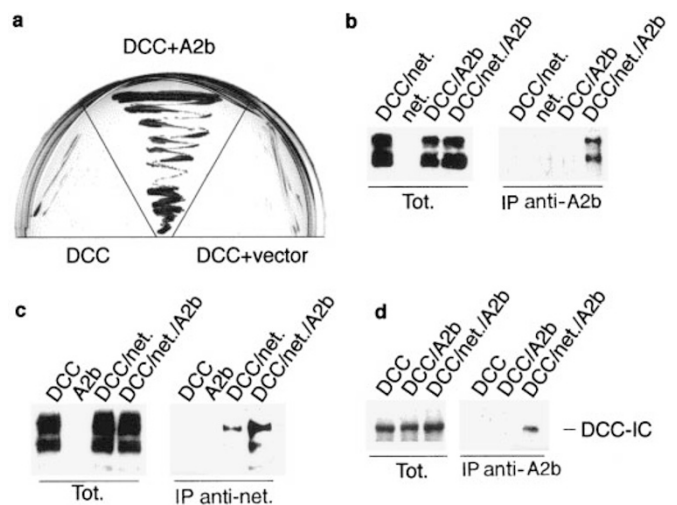 a
DCC+A2b
DCC
DCC+vector
b
DCC/net.
net.
DCC/A2b
DCC/net./A2b
DCC/net.
net.
DCC/A2b
DCC/net./A2b
Tot.
IP anti-A2b
c
DCC
A2b
DCC/net.
DCC/net./A2b
DCC
A2b
DCC/net.
DCC/net./A2b
Tot.
IP anti-net.
d
DCC
DCC/A2b
DCC/net./A2b
DCC
DCC/A2b
DCC/net./A2b
– DCC-IC
Tot.
IP anti-A2b